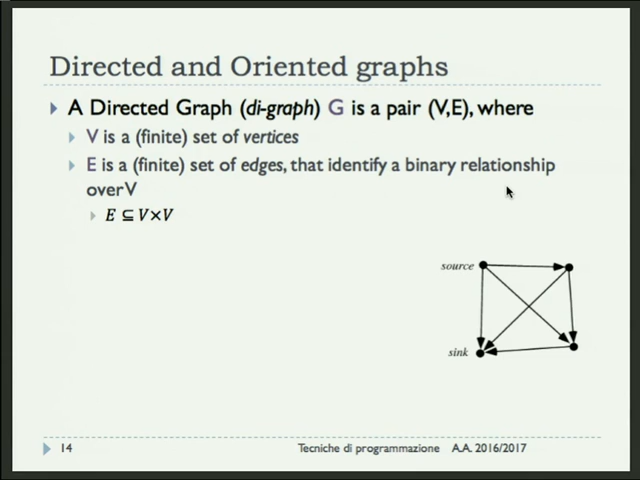 Directed and Oriented graphs
A Directed Graph (di-graph) G is a pair (V,E), where
V is a (finite) set of vertices
E is a (finite) set of edges, that identify a binary relationship
over V
E ⊆ V×V
source
sink
14
Tecniche di programmazione A.A. 2016/2017